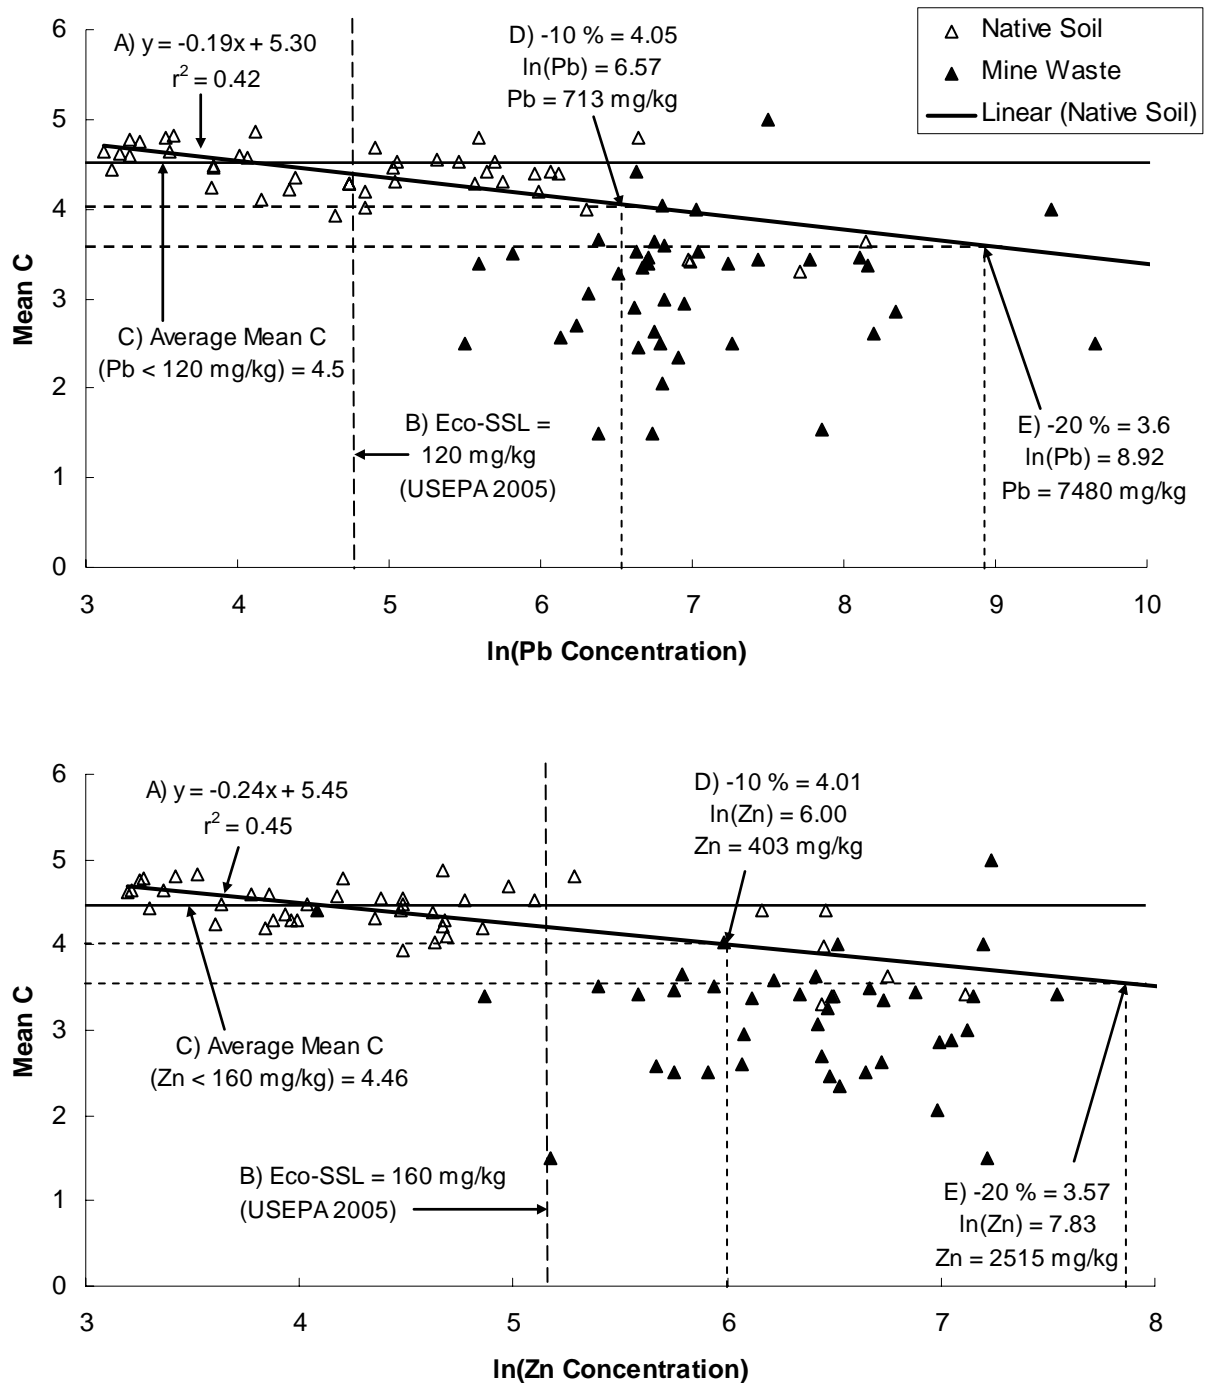 Native Soil
Mine Waste
Linear (Native Soil)
A) y = -0.19x + 5.30
r² = 0.42
D) -10 % = 4.05
ln(Pb) = 6.57
Pb = 713 mg/kg
C) Average Mean C
(Pb < 120 mg/kg) = 4.5
B) Eco-SSL =
120 mg/kg
(USEPA 2005)
E) -20 % = 3.6
ln(Pb) = 8.92
Pb = 7480 mg/kg
Mean C
6
5
4
3
2
1
0
3 4 5 6 7 8 9 10
ln(Pb Concentration)
A) y = -0.24x + 5.45
r² = 0.45
D) -10 % = 4.01
ln(Zn) = 6.00
Zn = 403 mg/kg
C) Average Mean C
(Zn < 160 mg/kg) = 4.46
B) Eco-SSL = 160 mg/kg
(USEPA 2005)
E) -20 % = 3.57
ln(Zn) = 7.83
Zn = 2515 mg/kg
Mean C
6
5
4
3
2
1
0
3 4 5 6 7 8
ln(Zn Concentration)